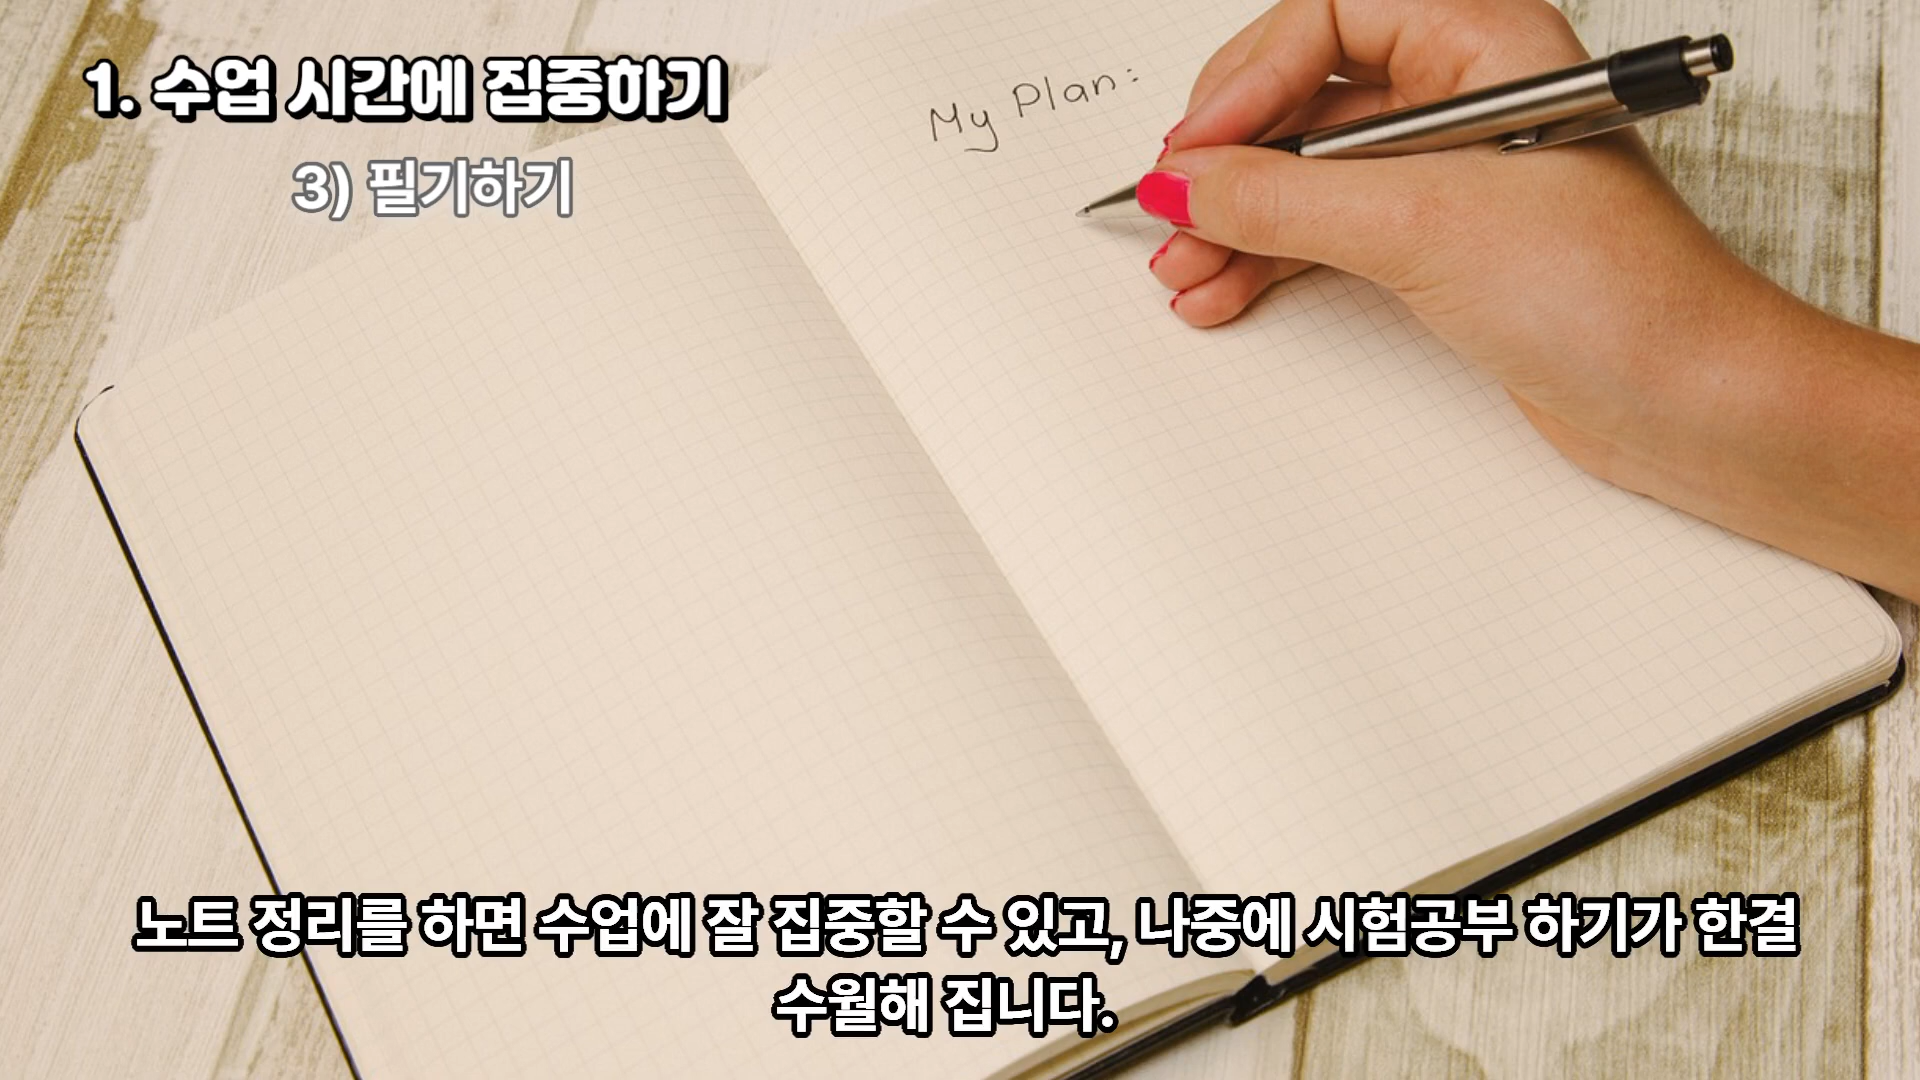 1. 수업 시간에 집중하기
3) 필기하기
My Plan:
노트 정리를 하면 수업에 잘 집중할 수 있고, 나중에 시험공부 하기가 한결
수월해 집니다.